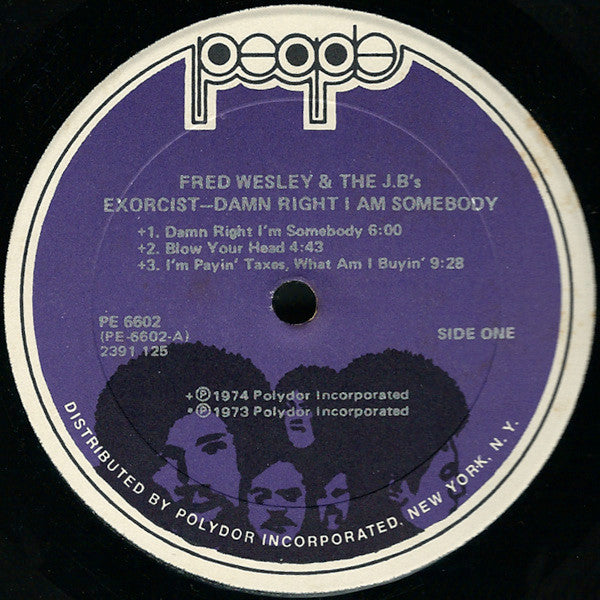 people
FRED WESLEY & THE J.B's
EXORCIST—DAMN RIGHT I AM SOMEBODY
+1. Damn Right I'm Somebody 6:00
+2. Blow Your Head 4:43
+3. I'm Payin' Taxes, What Am I Buyin' 9:28
PE 6602
(PE-6602-A)
2391 125
SIDE ONE
+℗1974 Polydor Incorporated
*℗1973 Polydor Incorporated
DISTRIBUTED BY POLYDOR INCORPORATED, NEW YORK, N. Y.